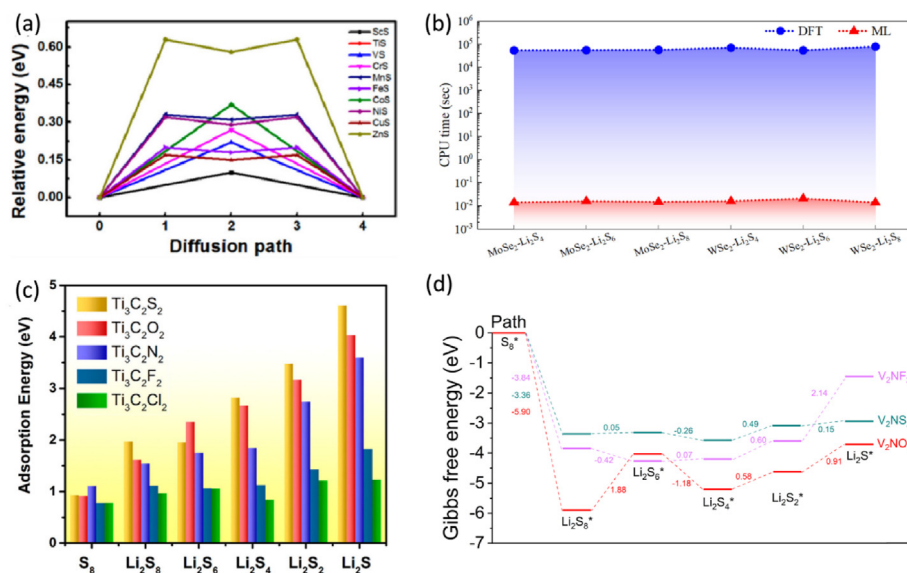 (a)
Relative energy (eV)
0.60
0.45
0.30
0.15
0.00
ScS
TiS
VS
CrS
MnS
FeS
CoS
NiS
CuS
ZnS
0 1 2 3 4
Diffusion path
(b)
DFT ML
CPU time (sec)
10⁶
10⁵
10⁴
10³
10²
10¹
10⁰
10⁻¹
10⁻²
10⁻³
MoSe₂-Li₂S₄ MoSe₂-Li₂S₆ MoSe₂-Li₂S₈ WSe₂-Li₂S₄ WSe₂-Li₂S₆ WSe₂-Li₂S₈
(c)
Adsorption Energy (eV)
5
4
3
2
1
0
Ti₃C₂S₂
Ti₃C₂O₂
Ti₃C₂N₂
Ti₃C₂F₂
Ti₃C₂Cl₂
S₈ Li₂S₈ Li₂S₆ Li₂S₄ Li₂S₂ Li₂S
(d)
Gibbs free energy (eV)
0
-1
-2
-3
-4
-5
-6
-7
Path
S₈*
-3.84
-3.36
-5.90
0.05
-0.26
0.49
0.15
2.14
-0.42
0.07
0.60
1.88
-1.18
0.58
0.91
Li₂S₈*
Li₂S₆*
Li₂S₄*
Li₂S₂*
Li₂S*
V₂NS
V₂NO